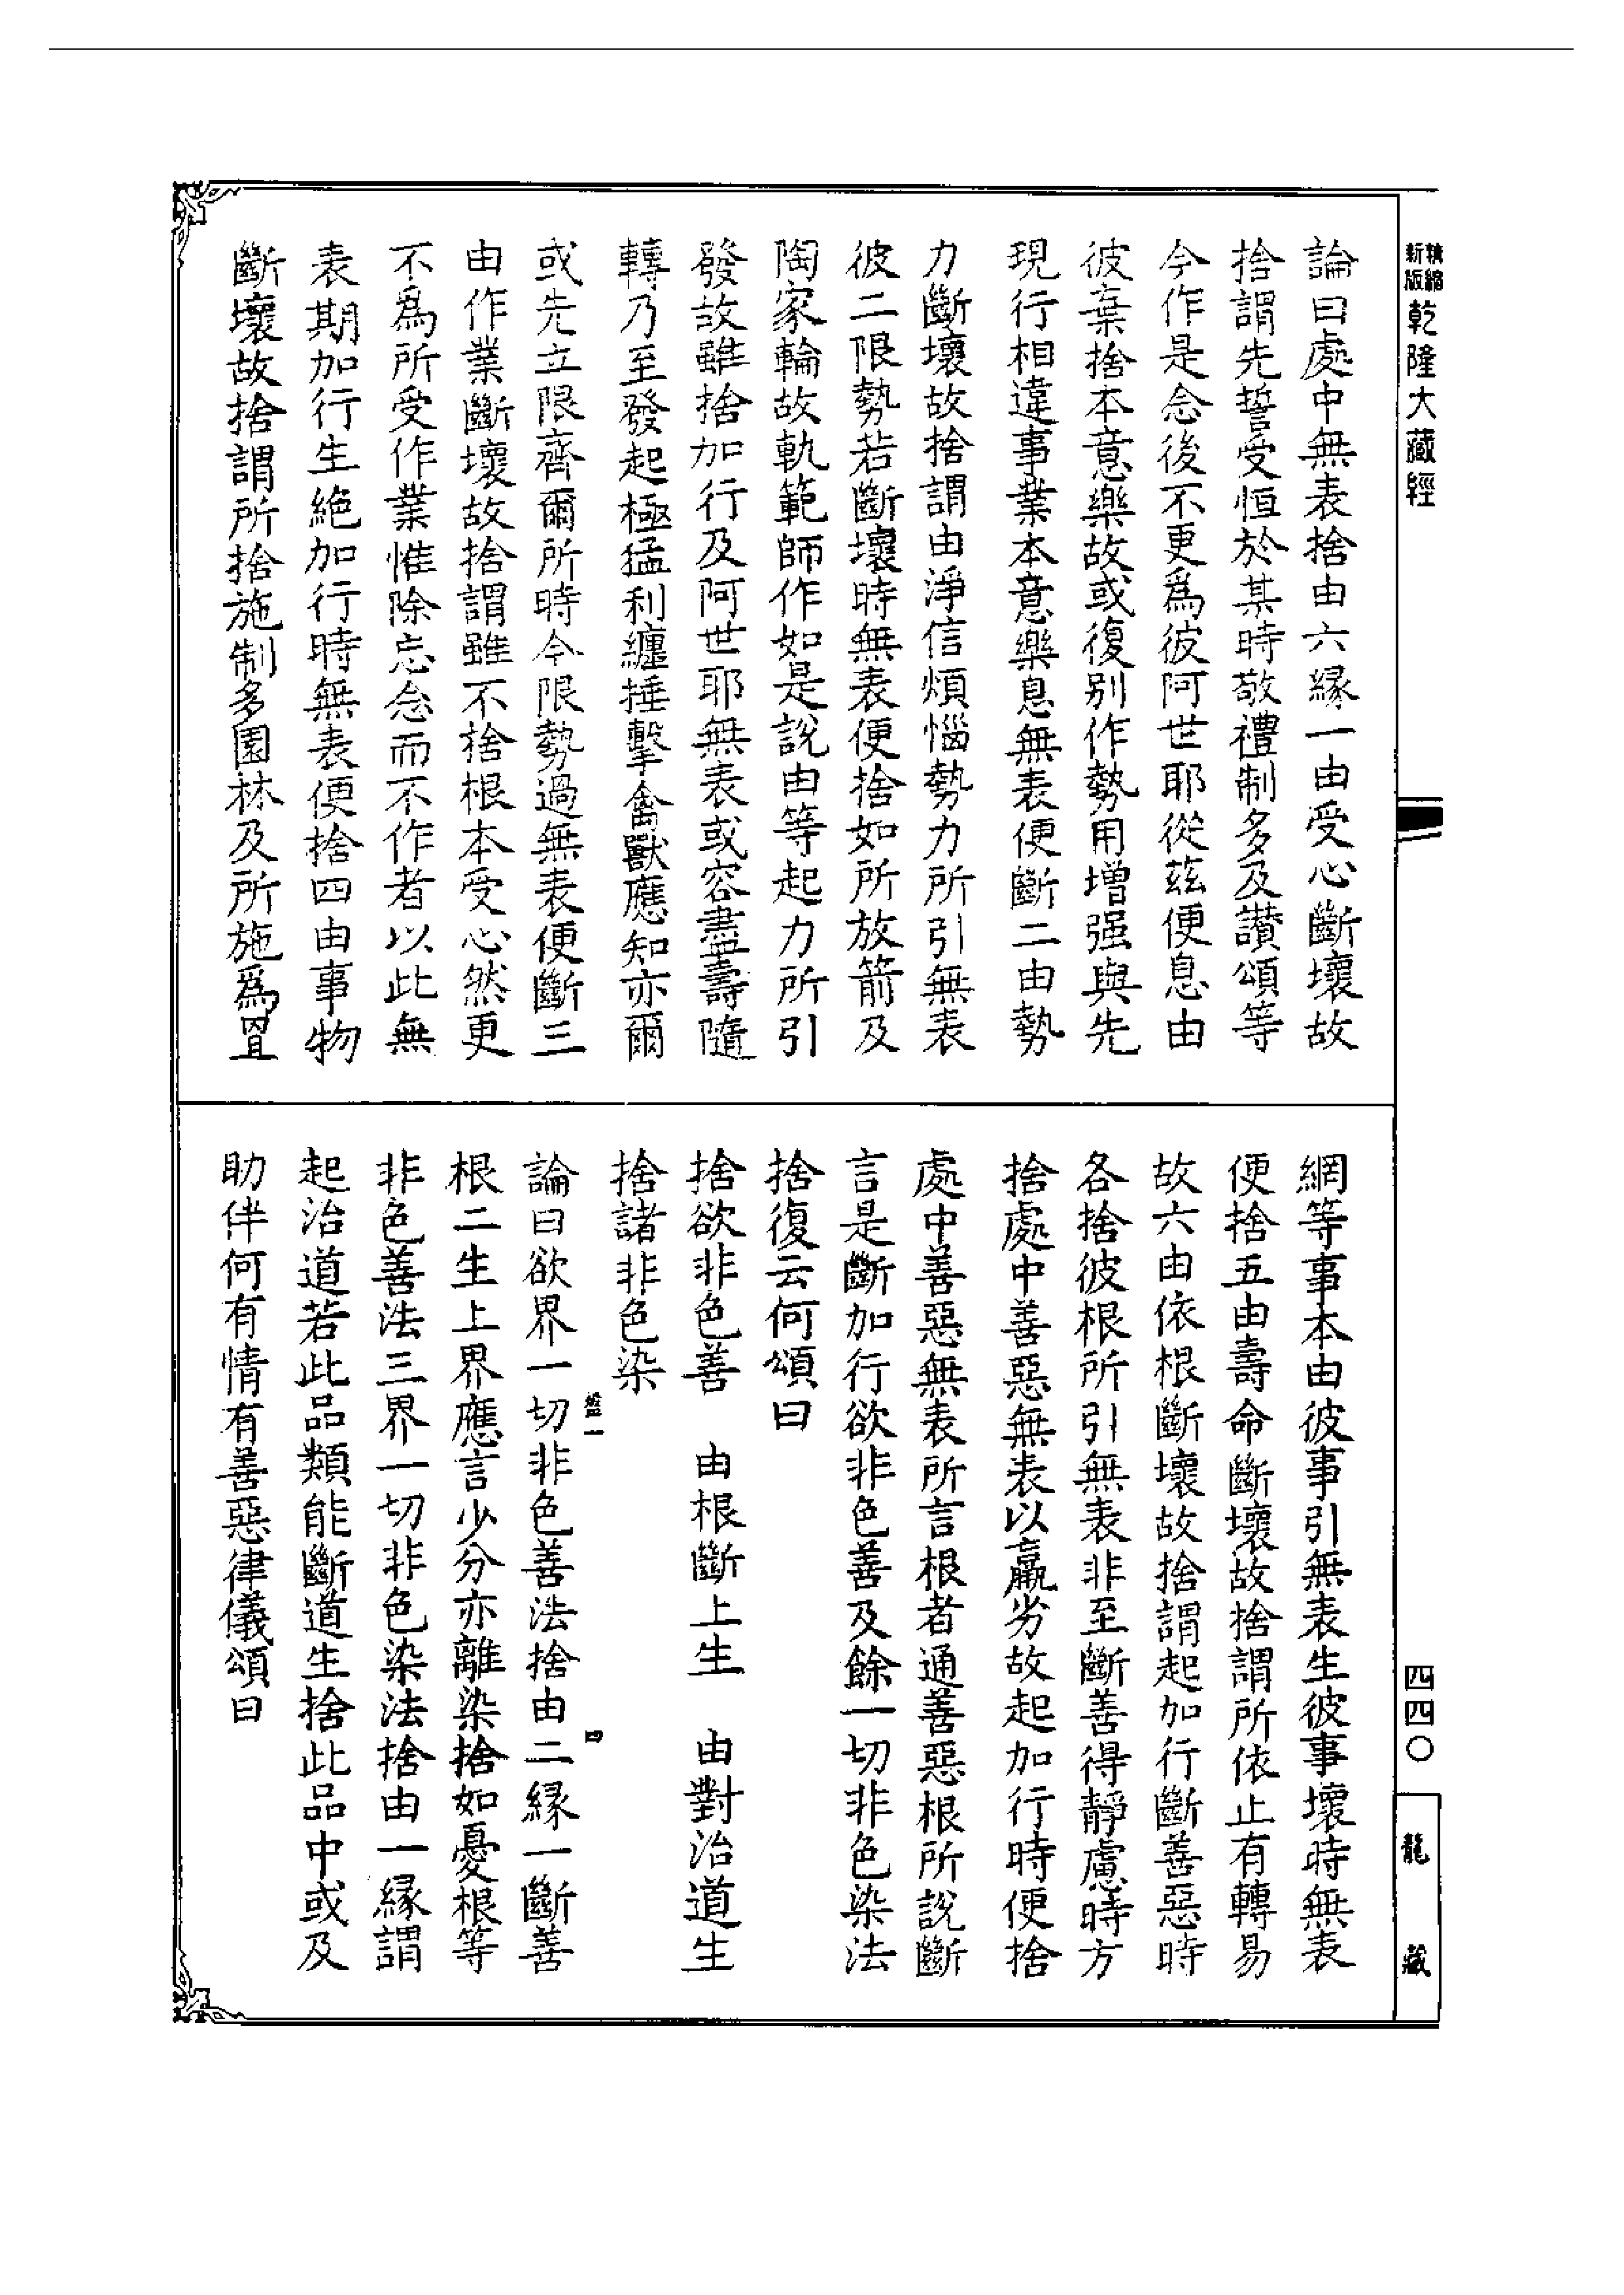 精縮新版乾隆大藏經
論曰處中無表捨由六緣一由受心斷壞故
捨謂先誓受恒於某時敬禮制多及讚頌等
今作是念後不更爲彼阿世耶從茲便息由
彼棄捨本意樂故或復别作勢用增强與先
現行相違事業本意樂息無表便斷二由勢
力斷壞故捨謂由淨信煩惱勢力所引無表
彼二限勢若斷壞時無表便捨如所放箭及
陶家輪故軌範師作如是說由等起力所引
發故雖捨加行及阿世耶無表或容盡壽隨
轉乃至發起極猛利纏捶擊禽獸應知亦爾
或先立限齊爾所時今限勢過無表便斷三
由作業斷壞故捨謂雖不捨根本受心然更
不爲所受作業惟除忘念而不作者以此無
表期加行生絶加行時無表便捨四由事物
斷壞故捨謂所捨施制多園林及所施爲罝
網等事本由彼事引無表生彼事壞時無表
便捨五由壽命斷壞故捨謂所依止有轉易
故六由依根斷壞故捨謂起加行斷善惡時
各捨彼根所引無表非至斷善得靜慮時方
捨處中善惡無表以羸劣故起加行時便捨
處中善惡無表所言根者通善惡根所說斷
言是斷加行欲非色善及餘一切非色染法
捨復云何頌曰
捨欲非色善　由根斷上生　由對治道生
捨諸非色染
盤一
四
論曰欲界一切非色善法捨由二緣一斷善
根二生上界應言少分亦離染捨如憂根等
非色善法三界一切非色染法捨由一緣謂
起治道若此品類能斷道生捨此品中或及
助伴何有情有善惡律儀頌曰
四四〇
龍藏